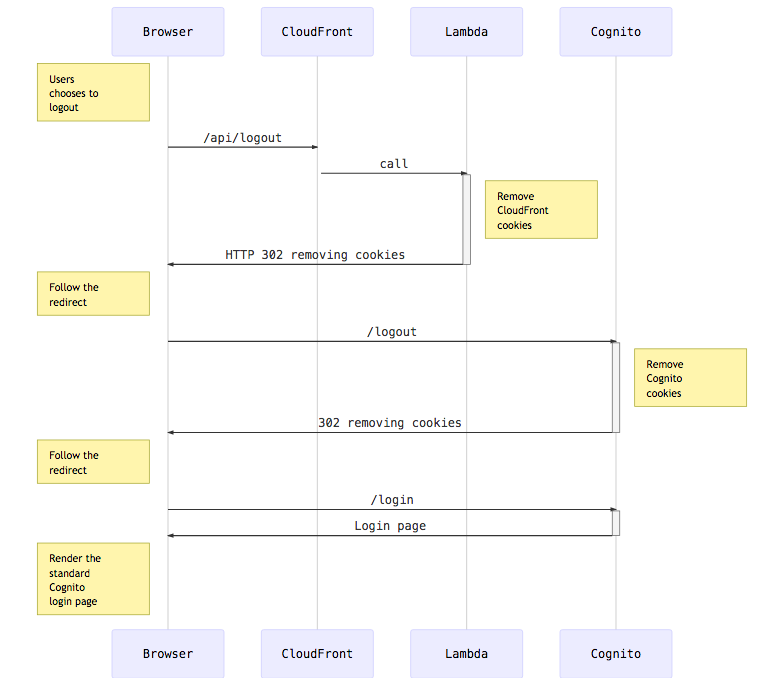 Browser
CloudFront
Lambda
Cognito
Users
chooses to
logout
/api/logout
call
Remove
CloudFront
cookies
HTTP 302 removing cookies
Follow the
redirect
/logout
Remove
Cognito
cookies
302 removing cookies
Follow the
redirect
/login
Login page
Render the
standard
Cognito
login page
Browser
CloudFront
Lambda
Cognito